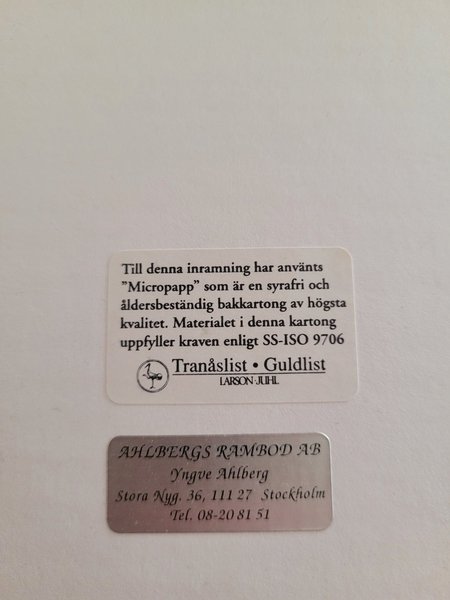 Till denna inramning har använts
”Micropapp” som är en syrafri och
åldersbeständig bakkartong av högsta
kvalitet. Materialet i denna kartong
uppfyller kraven enligt SS-ISO 9706
Tranåslist • Guldlist
LARSON·JUHL
AHLBERGS RAMBOD AB
Yngve Ahlberg
Stora Nyg. 36, 111 27 Stockholm
Tel. 08-20 81 51